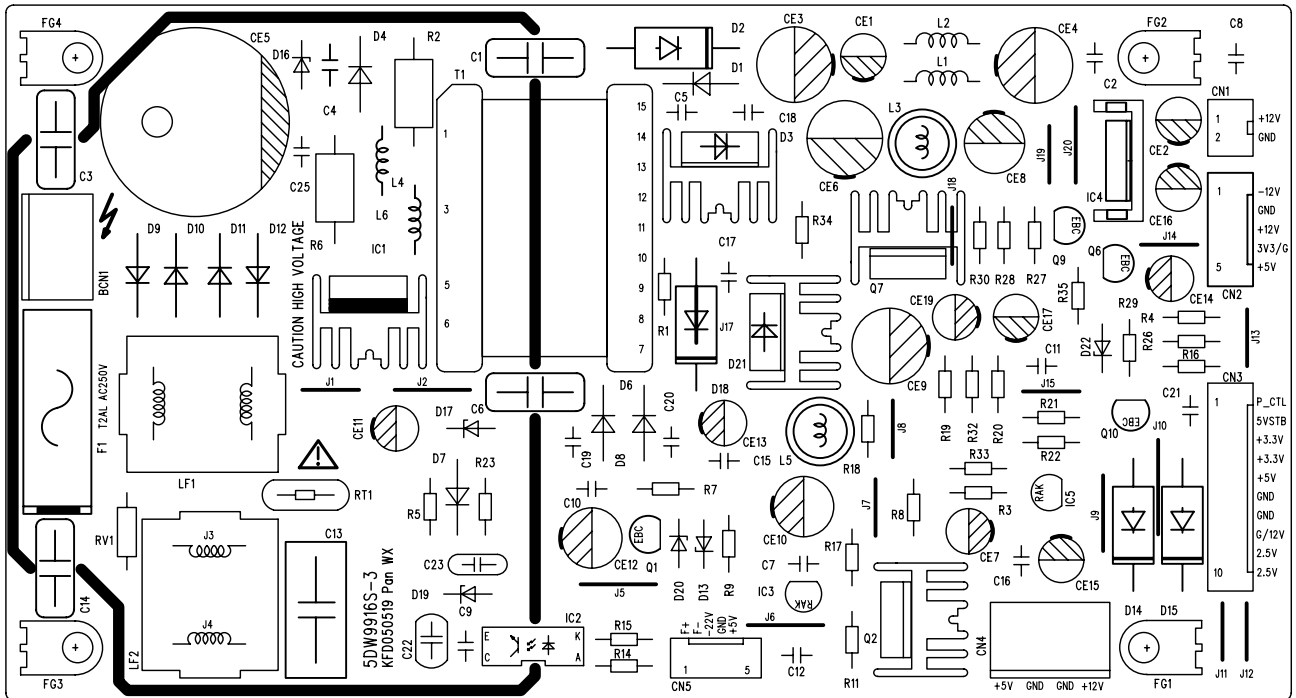 FG4
CE5
D16
D4
R2
C1
D2
CE3
CE1
L2
CE4
FG2
C8
T1
D1
L1
C2
CN1
C4
C5
C18
L3
15
1
14
D3
1
+12V
2
GND
C3
C25
L4
13
CE6
CE8
J19
J20
CE2
IC4
3
12
J18
1
-12V
L6
11
R34
EBC
CE16
GND
D9
D10
D11
D12
R6
IC1
C17
Q9
Q6
EBC
J14
+12V
3V3/G
BCN1
10
R30
R28
R27
5
+5V
CAUTION HIGH VOLTAGE
5
9
Q7
R35
CE14
CN2
R1
8
CE19
CE17
R29
R4
6
J17
D22
R26
J13
7
D21
C11
R16
CE9
J15
CN3
F1 T2AL AC250V
J1
J2
D6
D18
C21
1
P_CTL
CE11
D17
C6
C20
R21
5VSTB
R19
R32
R20
Q10
EBC
J10
+3.3V
C19
D8
CE13
J8
R22
+3.3V
D7
R23
C15
L5
R18
R33
+5V
LF1
RT1
R7
GND
C10
J7
R3
RAK
IC5
GND
R5
R8
J9
RV1
J3
C13
EBC
CE10
G/12V
CE12
Q1
R17
CE7
2.5V
C23
C7
C16
CE15
10
2.5V
C14
D19
C9
J5
D20
D13
R9
IC3
RAK
5DW9916S-3
KFD050519 Pan WX
J4
C22
IC2
E
K
C
A
R15
R14
F+
F-
-22V
GND
+5V
J6
Q2
CN4
D14
D15
LF2
1
5
C12
R11
J11
J12
FG3
CN5
+5V
GND
GND
+12V
FG1